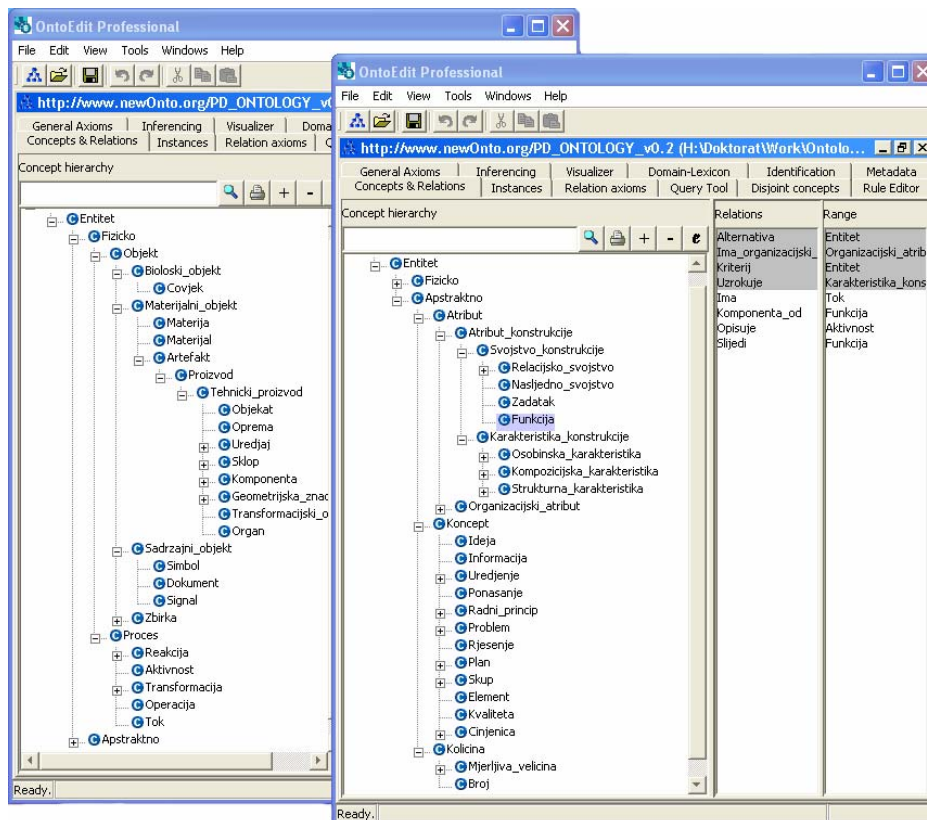 OntoEdit Professional
File Edit View Tools Windows Help
http://www.newOnto.org/PD_ONTOLOGY_v0
General Axioms Inferencing Visualizer Doma
Concepts & Relations Instances Relation axioms Q
Concept hierarchy
+ -
Entitet
Fizicko
Objekt
Bioloski_objekt
Covjek
Materijalni_objekt
Materija
Materijal
Artefakt
Proizvod
Tehnicki_proizvod
Objekat
Oprema
Uredjaj
Sklop
Komponenta
Geometrijska_znac
Transformacijski_o
Organ
Sadrzajni_objekt
Simbol
Dokument
Signal
Zbirka
Proces
Reakcija
Aktivnost
Transformacija
Operacija
Tok
Apstraktno
Ready.
OntoEdit Professional
File Edit View Tools Windows Help
http://www.newOnto.org/PD_ONTOLOGY_v0.2 (H:\Doktorat\Work\Ontolo...
General Axioms Inferencing Visualizer Domain-Lexicon Identification Metadata
Concepts & Relations Instances Relation axioms Query Tool Disjoint concepts Rule Editor
Concept hierarchy
+ - e
Entitet
Fizicko
Apstraktno
Atribut
Atribut_konstrukcije
Svojstvo_konstrukcije
Relacijsko_svojstvo
Nasljedno_svojstvo
Zadatak
Funkcija
Karakteristika_konstrukcije
Osobinska_karakteristika
Kompozicijska_karakteristika
Strukturna_karakteristika
Organizacijski_atribut
Koncept
Ideja
Informacija
Uredjenje
Ponasanje
Radni_princip
Problem
Rjesenje
Plan
Skup
Element
Kvaliteta
Cinjenica
Kolicina
Mjerljiva_velicina
Broj
Relations Range
Alternativa Entitet
Ima_organizacijski_ Organizacijski_atrib
Kriterij Entitet
Uzrokuje Karakteristika_kons
Ima Tok
Komponenta_od Funkcija
Opisuje Aktivnost
Slijedi Funkcija
Ready.